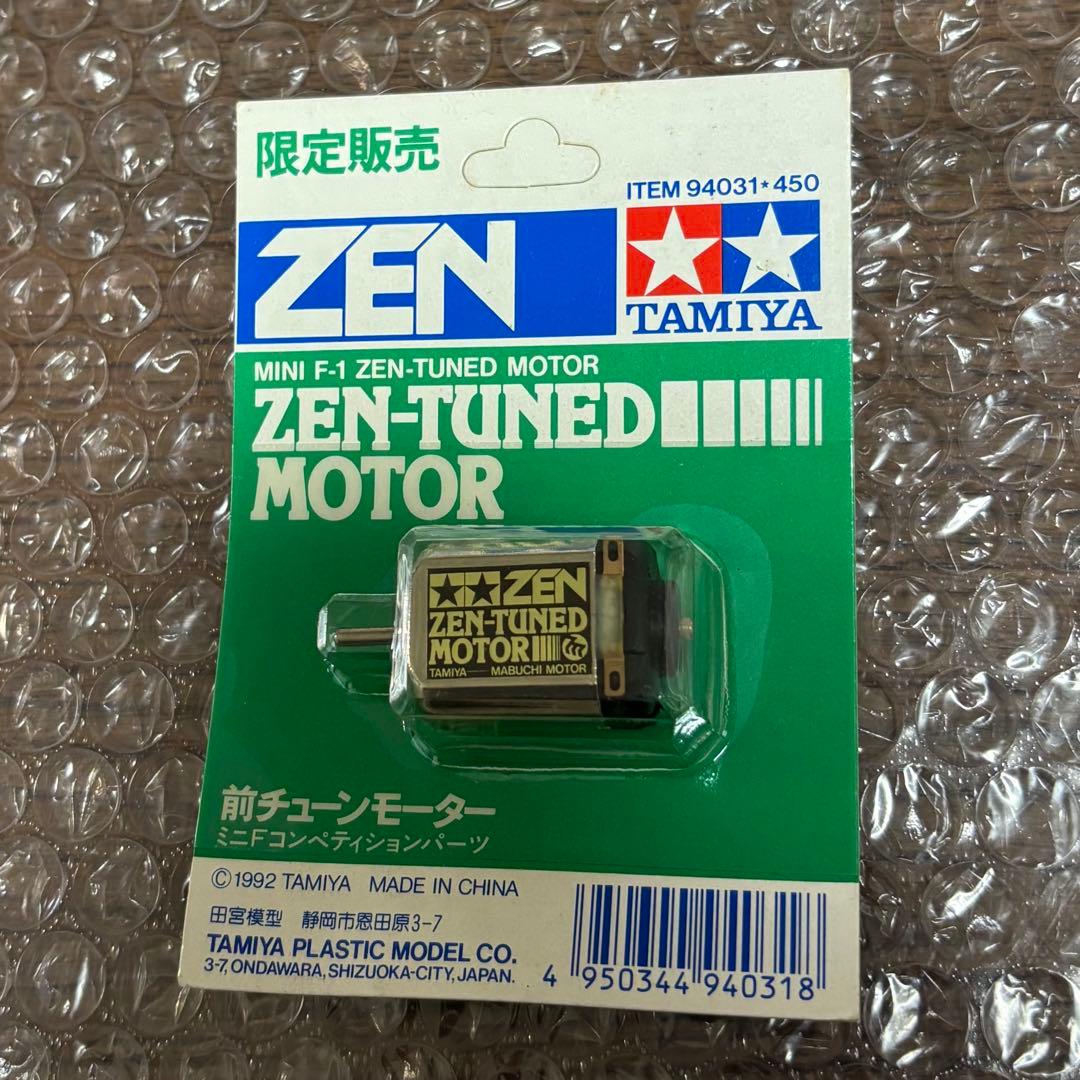 限定販売
ITEM 94031★450
ZEN
TAMIYA
MINI F-1 ZEN-TUNED MOTOR
ZEN-TUNED
MOTOR
ZEN
ZEN-TUNED
MOTOR
TAMIYA — MABUCHI MOTOR
前チューンモーター
ミニFコンペティションパーツ
©1992 TAMIYA MADE IN CHINA
田宮模型 静岡市恩田原3-7
TAMIYA PLASTIC MODEL CO.
3-7, ONDAWARA, SHIZUOKA-CITY, JAPAN.
4 950344 940318